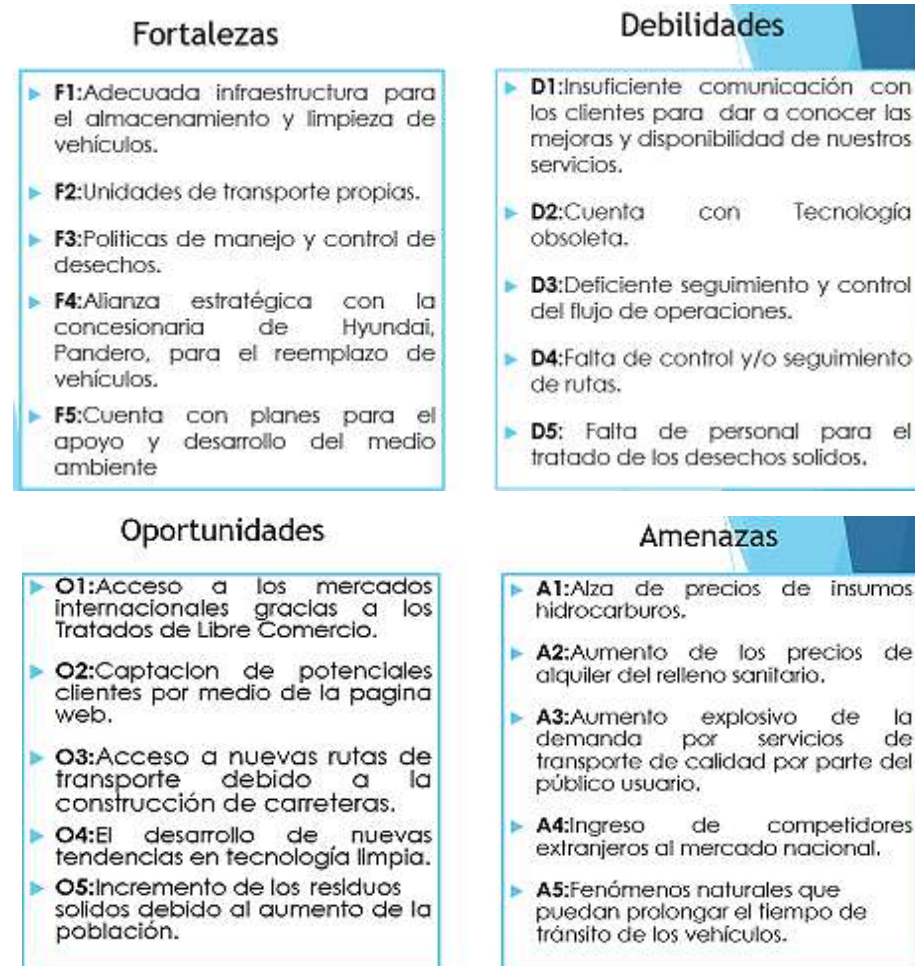 Fortalezas
F1:Adecuada infraestructura para
el almacenamiento y limpieza de
vehículos.
F2:Unidades de transporte propias.
F3:Politicas de manejo y control de
desechos.
F4:Alianza estratégica con la
concesionaria de Hyundai,
Pandero, para el reemplazo de
vehículos.
F5:Cuenta con planes para el
apoyo y desarrollo del medio
ambiente
Debilidades
D1:Insuficiente comunicación con
los clientes para dar a conocer las
mejoras y disponibilidad de nuestros
servicios.
D2:Cuenta con Tecnología
obsoleta.
D3:Deficiente seguimiento y control
del flujo de operaciones.
D4:Falta de control y/o seguimiento
de rutas.
D5: Falta de personal para el
tratado de los desechos solidos.
Oportunidades
O1:Acceso a los mercados
internacionales gracias a los
Tratados de Libre Comercio.
O2:Captacion de potenciales
clientes por medio de la pagina
web.
O3:Acceso a nuevas rutas de
transporte debido a la
construcción de carreteras.
O4:El desarrollo de nuevas
tendencias en tecnología limpia.
O5:Incremento de los residuos
solidos debido al aumento de la
población.
Amenazas
A1:Alza de precios de insumos
hidrocarburos.
A2:Aumento de los precios de
alquiler del relleno sanitario.
A3:Aumento explosivo de la
demanda por servicios de
transporte de calidad por parte del
público usuario.
A4:Ingreso de competidores
extranjeros al mercado nacional.
A5:Fenómenos naturales que
puedan prolongar el tiempo de
tránsito de los vehículos.